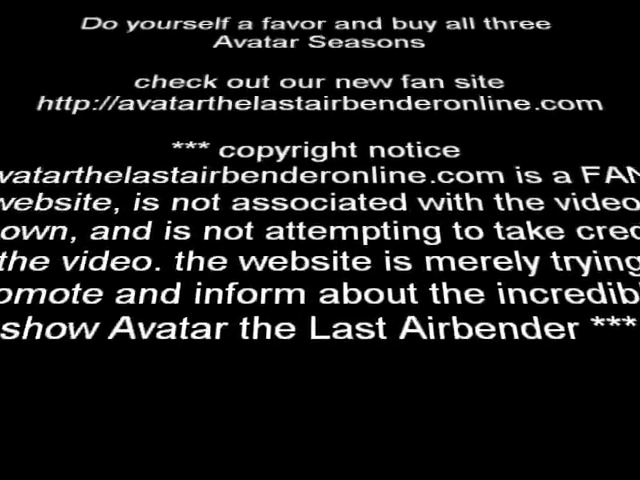 Do yourself a favor and buy all three
Avatar Seasons
check out our new fan site
http://avatarthelastairbenderonline.com
*** copyright notice
vatarthelastairbenderonline.com is a FAN
website, is not associated with the video
own, and is not attempting to take cred
the video. the website is merely trying
omote and inform about the incredibl
show Avatar the Last Airbender ***